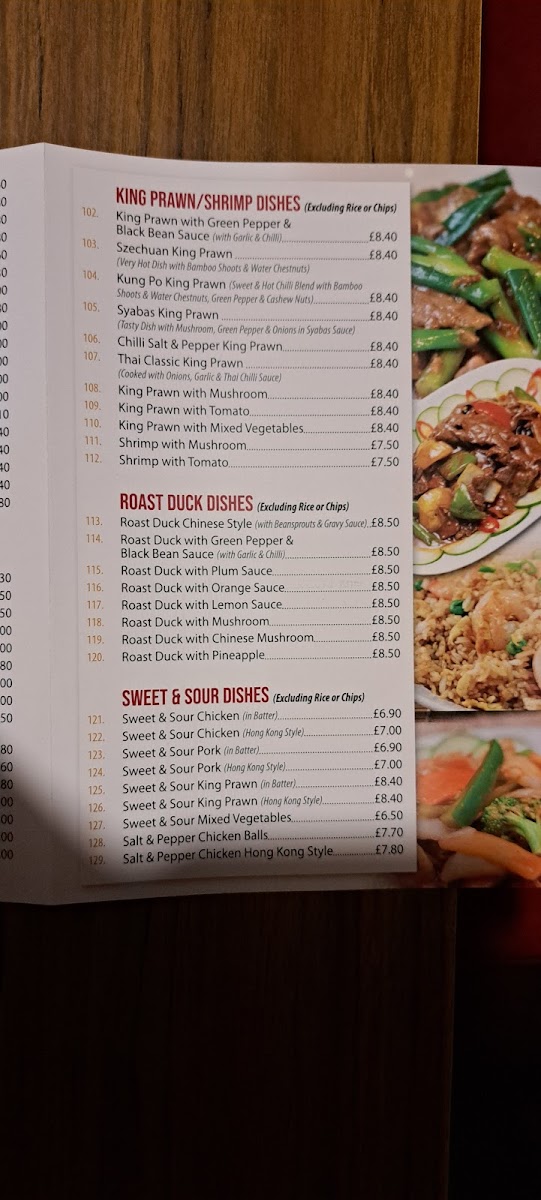 KING PRAWN/SHRIMP DISHES (Excluding Rice or Chips)
102. King Prawn with Green Pepper &
Black Bean Sauce (with Garlic & Chilli) £8.40
103. Szechuan King Prawn £8.40
(Very Hot Dish with Bamboo Shoots & Water Chestnuts)
104. Kung Po King Prawn (Sweet & Hot Chilli Blend with Bamboo
Shoots & Water Chestnuts, Green Pepper & Cashew Nuts) £8.40
105. Syabas King Prawn £8.40
(Tasty Dish with Mushroom, Green Pepper & Onions in Syabas Sauce)
106. Chilli Salt & Pepper King Prawn £8.40
107. Thai Classic King Prawn £8.40
(Cooked with Onions, Garlic & Thai Chilli Sauce)
108. King Prawn with Mushroom £8.40
109. King Prawn with Tomato £8.40
110. King Prawn with Mixed Vegetables £8.40
111. Shrimp with Mushroom £7.50
112. Shrimp with Tomato £7.50
ROAST DUCK DISHES (Excluding Rice or Chips)
113. Roast Duck Chinese Style (with Beansprouts & Gravy Sauce) £8.50
114. Roast Duck with Green Pepper &
Black Bean Sauce (with Garlic & Chilli) £8.50
115. Roast Duck with Plum Sauce £8.50
116. Roast Duck with Orange Sauce £8.50
117. Roast Duck with Lemon Sauce £8.50
118. Roast Duck with Mushroom £8.50
119. Roast Duck with Chinese Mushroom £8.50
120. Roast Duck with Pineapple £8.50
SWEET & SOUR DISHES (Excluding Rice or Chips)
121. Sweet & Sour Chicken (in Batter) £6.90
122. Sweet & Sour Chicken (Hong Kong Style) £7.00
123. Sweet & Sour Pork (in Batter) £6.90
124. Sweet & Sour Pork (Hong Kong Style) £7.00
125. Sweet & Sour King Prawn (in Batter) £8.40
126. Sweet & Sour King Prawn (Hong Kong Style) £8.40
127. Sweet & Sour Mixed Vegetables £6.50
128. Salt & Pepper Chicken Balls £7.70
129. Salt & Pepper Chicken Hong Kong Style £7.80